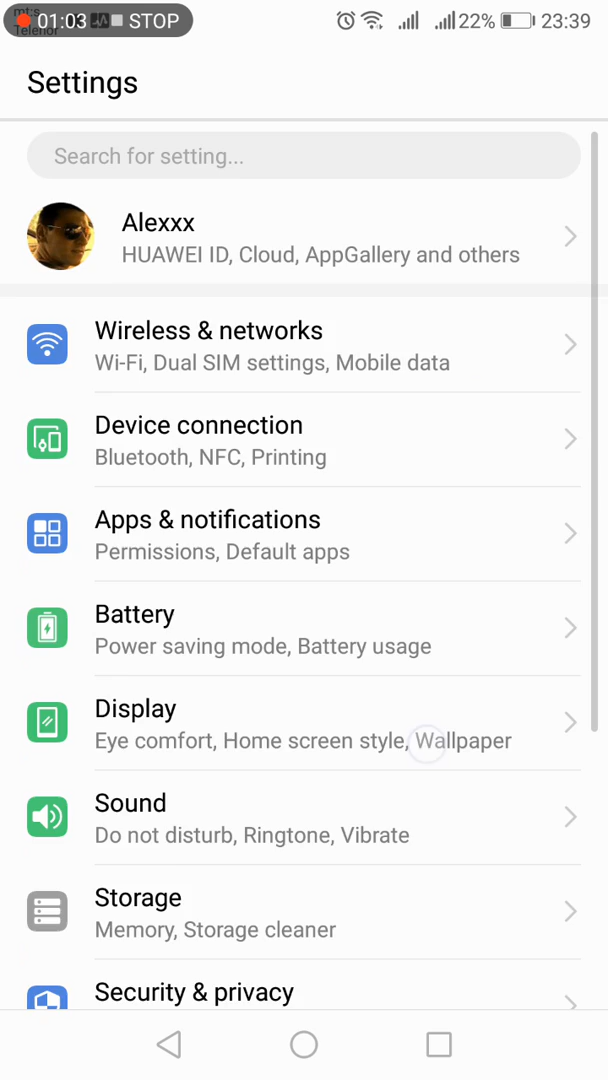 mt:s
01:03 STOP 22% 23:39
Telenor
Settings
Search for setting...
Alexxx
HUAWEI ID, Cloud, AppGallery and others
Wireless & networks
Wi-Fi, Dual SIM settings, Mobile data
Device connection
Bluetooth, NFC, Printing
Apps & notifications
Permissions, Default apps
Battery
Power saving mode, Battery usage
Display
Eye comfort, Home screen style, Wallpaper
Sound
Do not disturb, Ringtone, Vibrate
Storage
Memory, Storage cleaner
Security & privacy